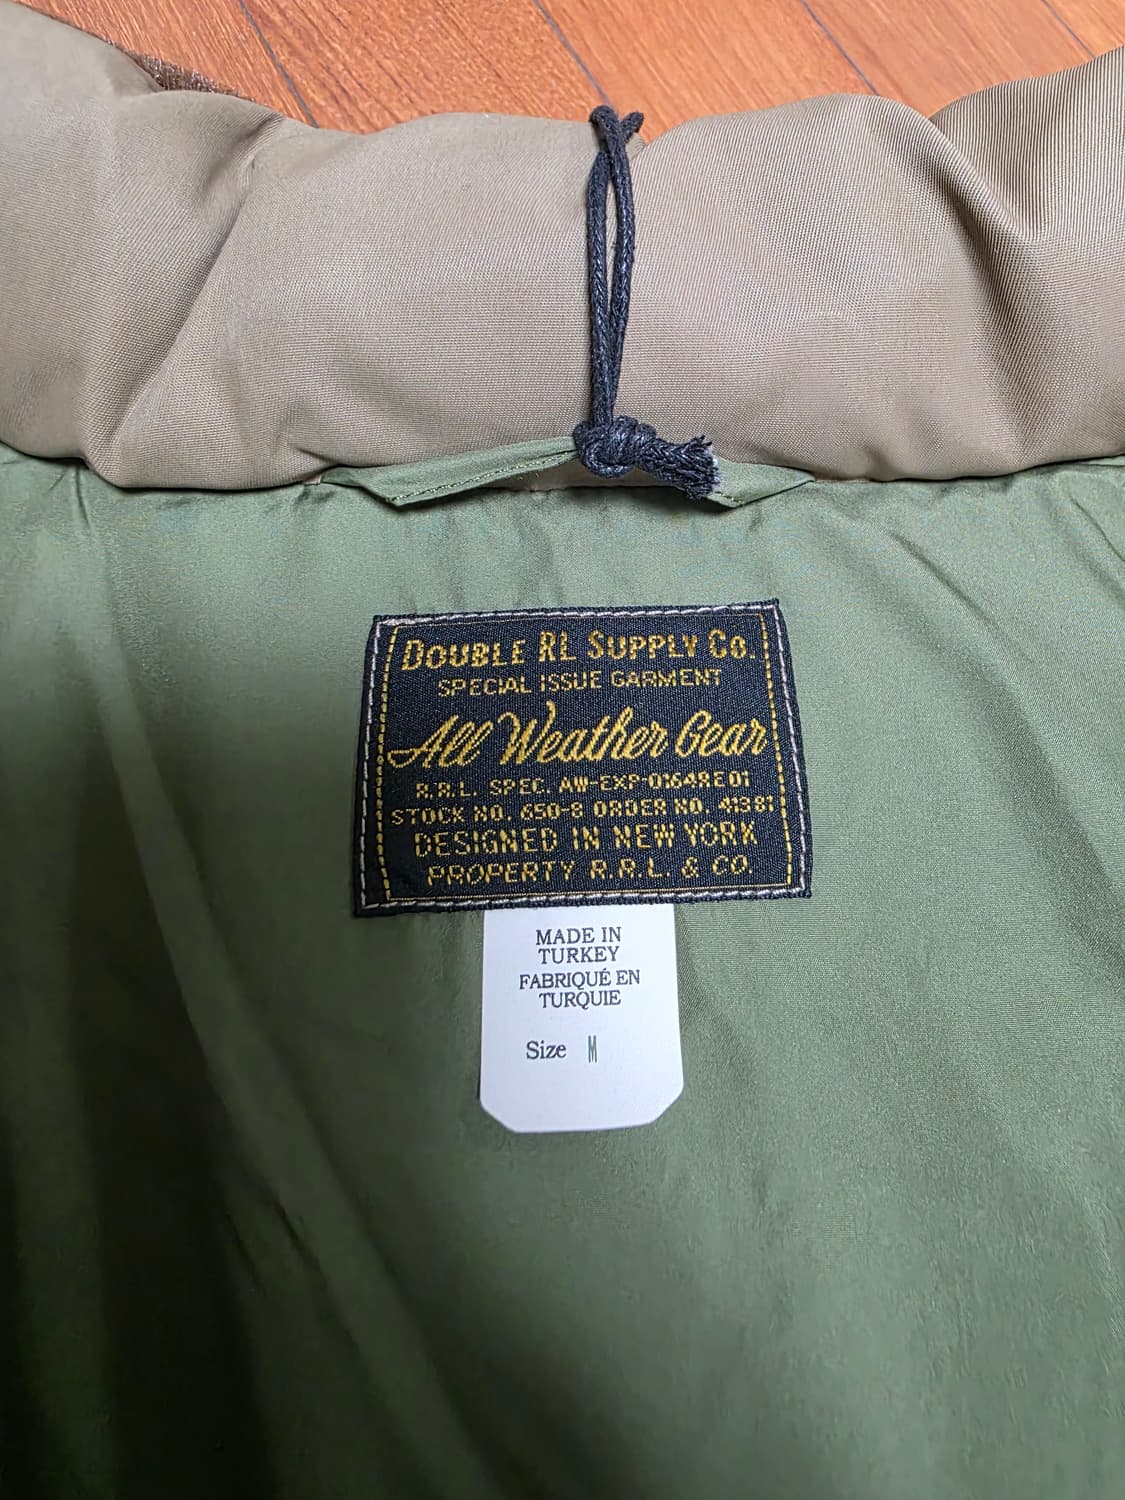 DOUBLE RL SUPPLY CO.
SPECIAL ISSUE GARMENT
All Weather Gear
R.R.L. SPEC. AW-EXP-01648E01
STOCK NO. 850-8 ORDER NO. 41381
DESIGNED IN NEW YORK
PROPERTY R.R.L. & CO.
MADE IN
TURKEY
FABRIQUÉ EN
TURQUIE
Size M